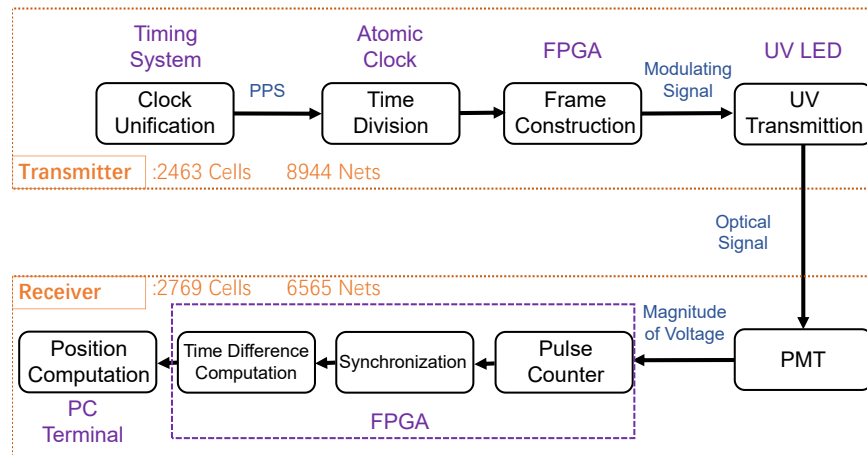 Timing
System
Atomic
Clock
FPGA
UV LED
Clock
Unification
PPS
Time
Division
Frame
Construction
Modulating
Signal
UV
Transmittion
Transmitter :2463 Cells 8944 Nets
Optical
Signal
Receiver :2769 Cells 6565 Nets
Position
Computation
Time Difference
Computation
Synchronization
Pulse
Counter
Magnitude
of Voltage
PMT
PC
Terminal
FPGA